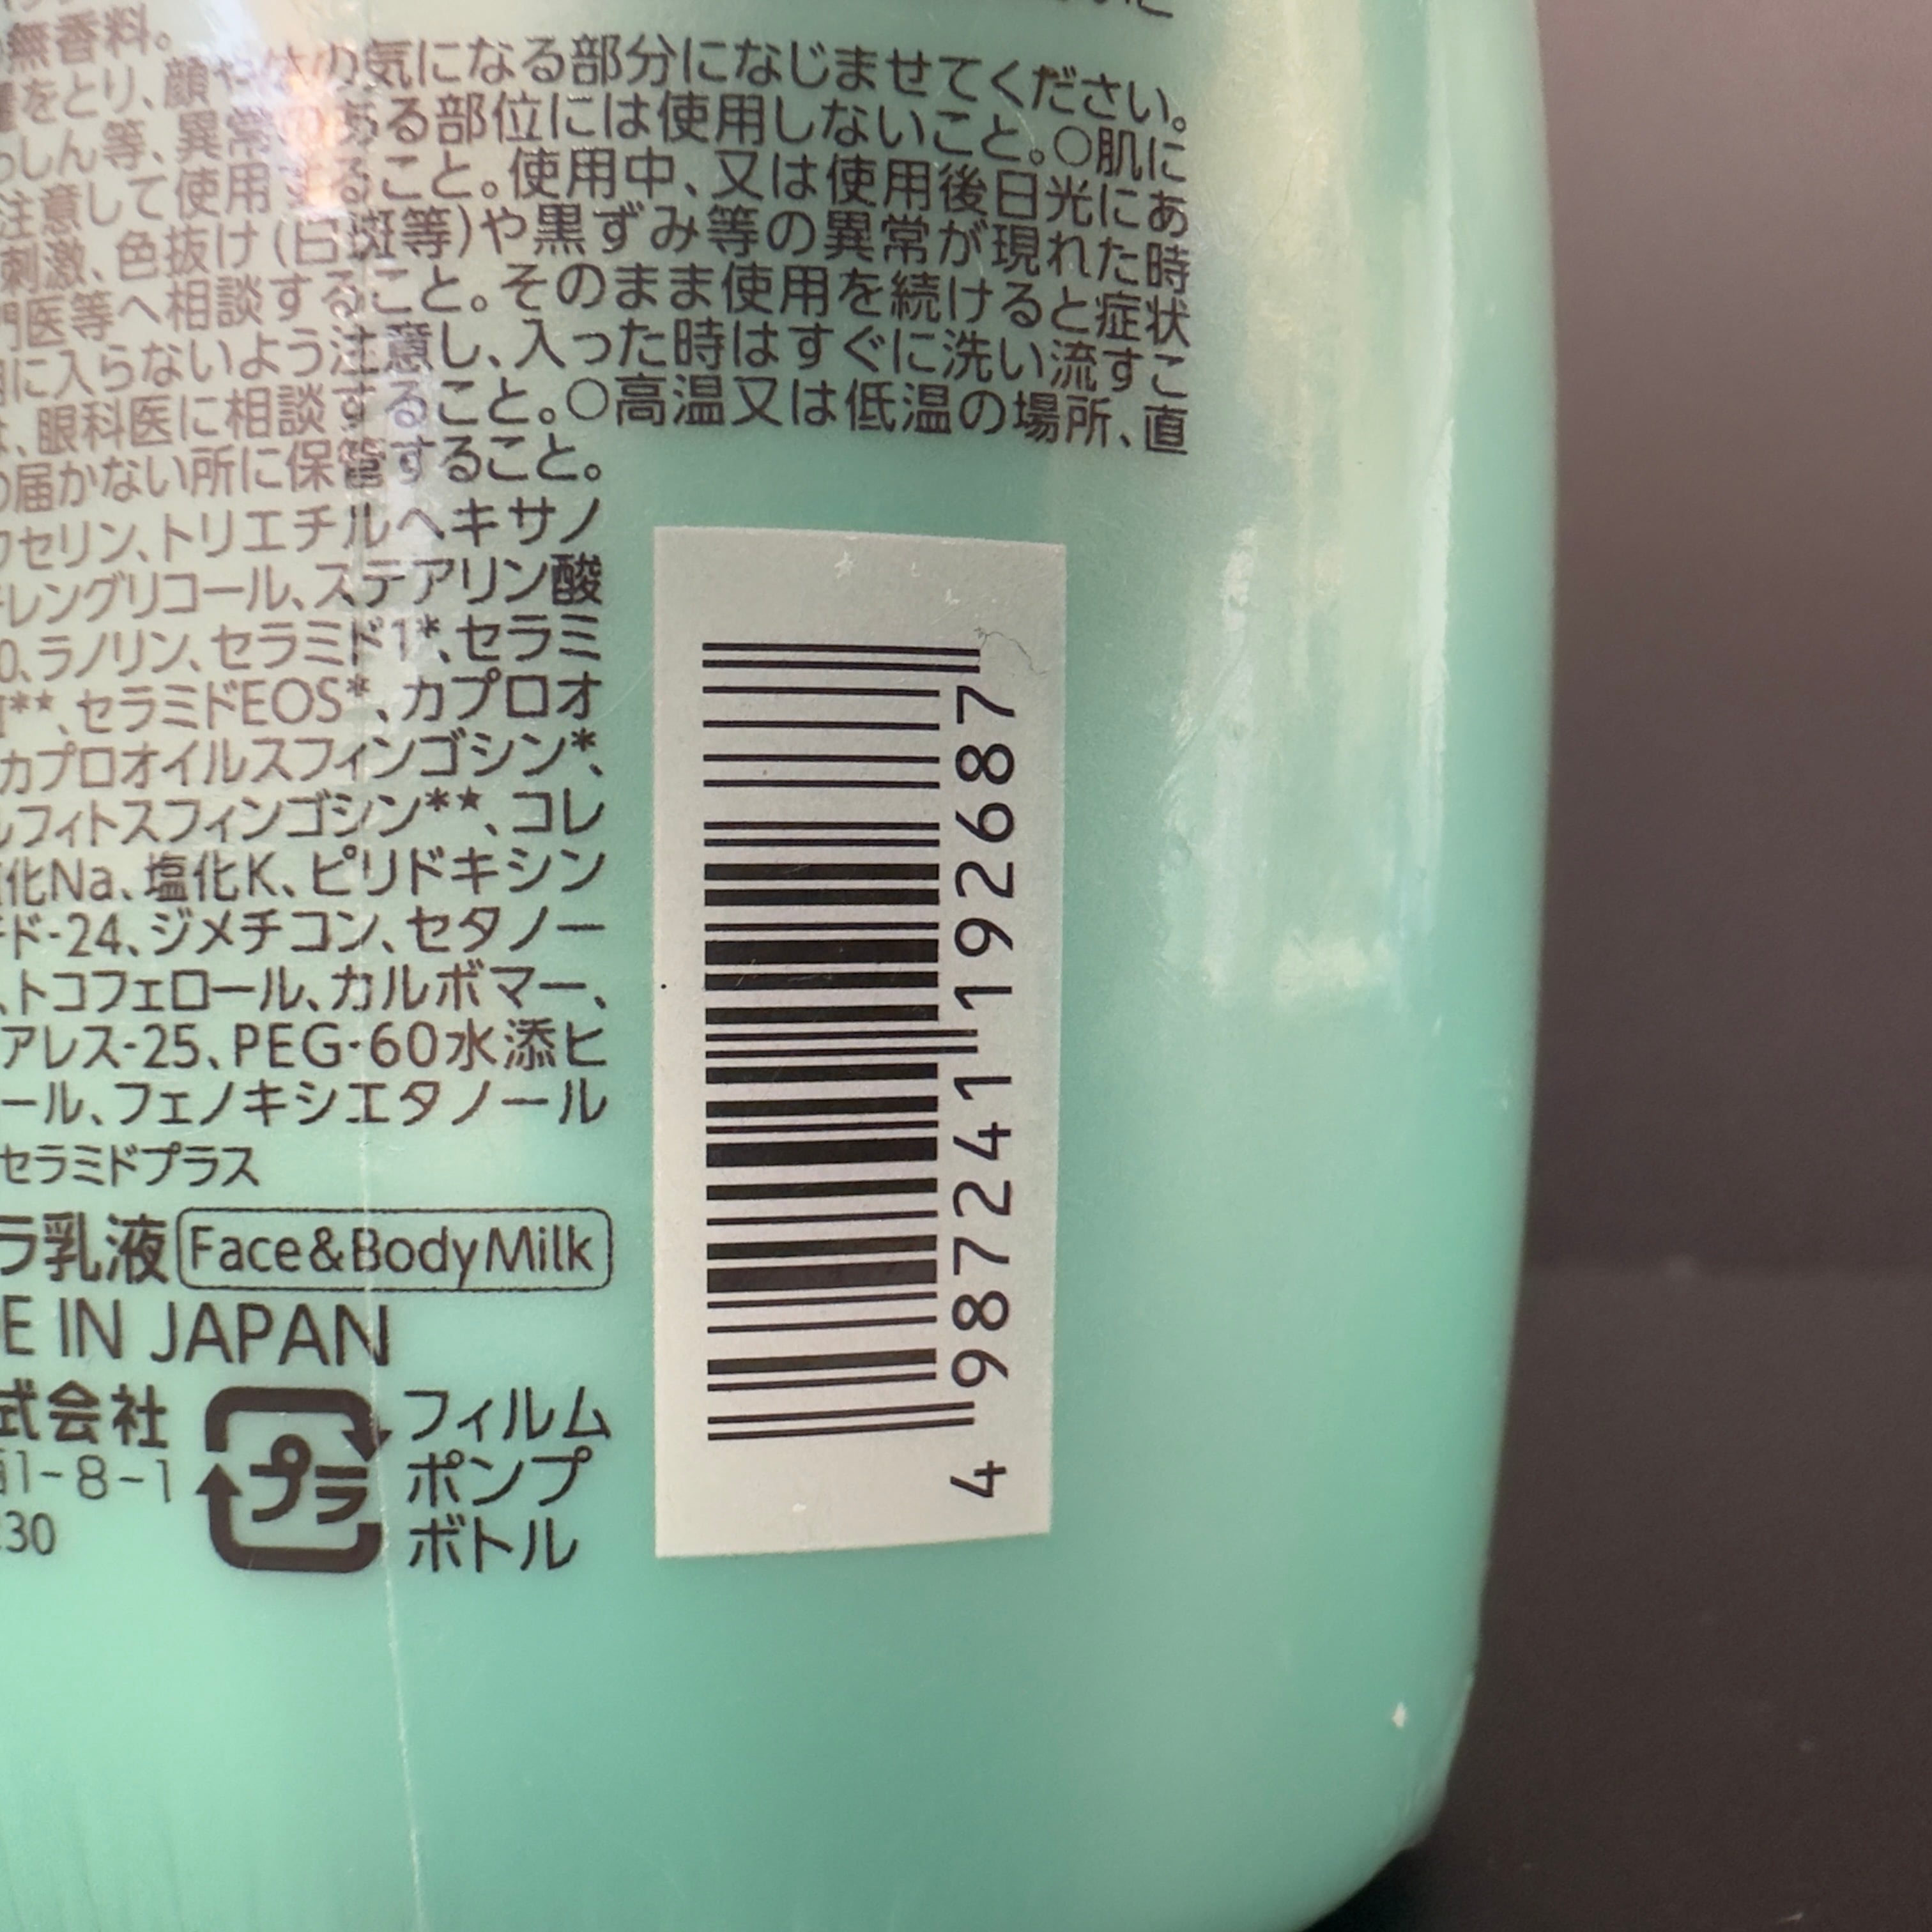 無香料。
をとり、顔や体の気になる部分になじませてください。
しん等、異常のある部位には使用しないこと。○肌に
注意して使用すること。使用中、又は使用後日光にあ
刺激、色抜け(白斑等)や黒ずみ等の異常が現れた時
医等へ相談すること。そのまま使用を続けると症状
に入らないよう注意し、入った時はすぐに洗い流すこ
、眼科医に相談すること。○高温又は低温の場所、直
の届かない所に保管すること。
ワセリン、トリエチルヘキサノ
レングリコール、ステアリン酸
0、ラノリン、セラミド1*、セラミ
**、セラミドEOS*、カプロオ
カプロオイルスフィンゴシン*、
ルフィトスフィンゴシン**、コレ
化Na、塩化K、ピリドキシン
ド-24、ジメチコン、セタノー
、トコフェロール、カルボマー、
アレス-25、PEG-60水添ヒ
ール、フェノキシエタノール
セラミドプラス
ラ乳液 Face&Body Milk
E IN JAPAN
式会社
1-8-1
30
プラ
フィルム
ポンプ
ボトル
4 987241 192687